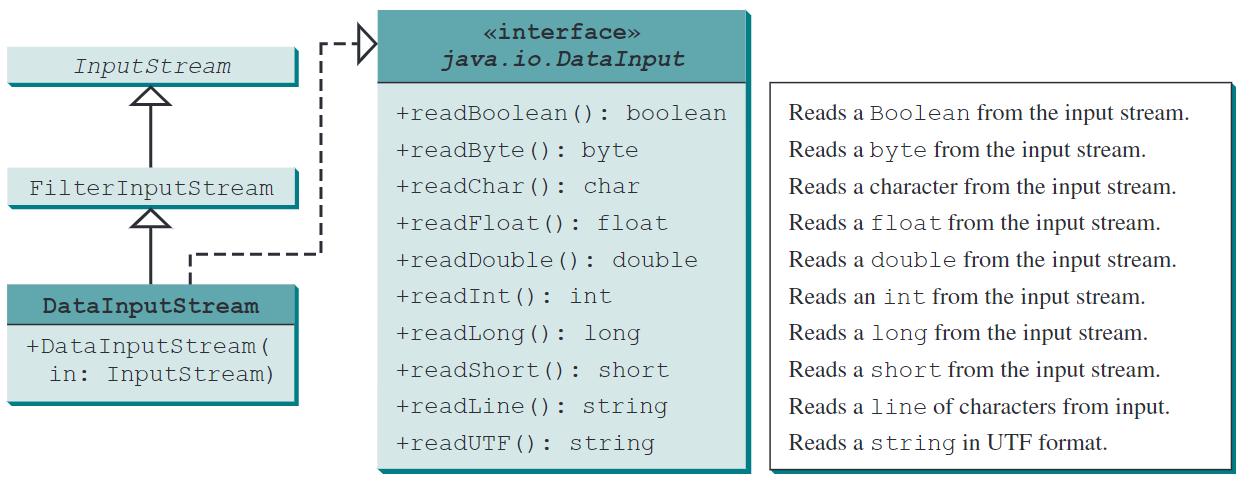 InputStream
FilterInputStream
DataInputStream
+DataInputStream(
in: InputStream)
«interface»
java.io.DataInput
+readBoolean(): boolean
+readByte(): byte
+readChar(): char
+readFloat(): float
+readDouble(): double
+readInt(): int
+readLong(): long
+readShort(): short
+readLine(): string
+readUTF(): string
Reads a Boolean from the input stream.
Reads a byte from the input stream.
Reads a character from the input stream.
Reads a float from the input stream.
Reads a double from the input stream.
Reads an int from the input stream.
Reads a long from the input stream.
Reads a short from the input stream.
Reads a line of characters from input.
Reads a string in UTF format.